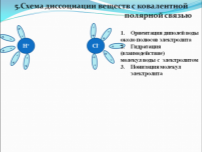 5.Схема диссоциации веществ с ковалентной
полярной связью
1. Ориентация диполей воды
около полюсов электролита
2. Гидратация
(взаимодействие)
молекул воды с электролитом
3. Ионизация молекул
электролита
H⁺
Cl⁻